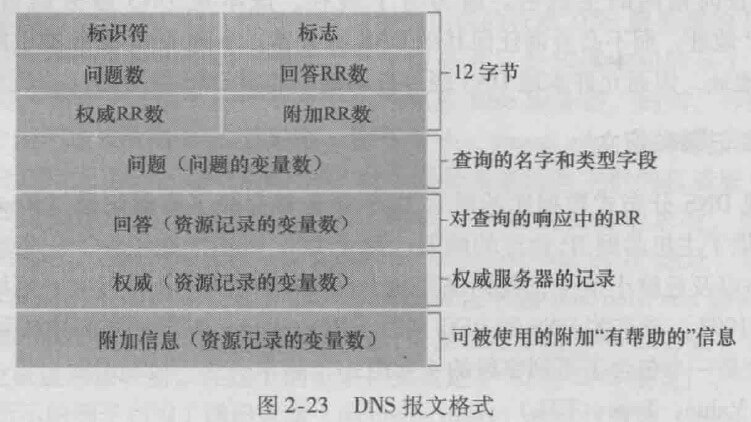 标识符 标志
问题数 回答RR数 12字节
权威RR数 附加RR数
问题（问题的变量数） 查询的名字和类型字段
回答（资源记录的变量数） 对查询的响应中的RR
权威（资源记录的变量数） 权威服务器的记录
附加信息（资源记录的变量数） 可被使用的附加“有帮助的”信息
图 2-23 DNS 报文格式